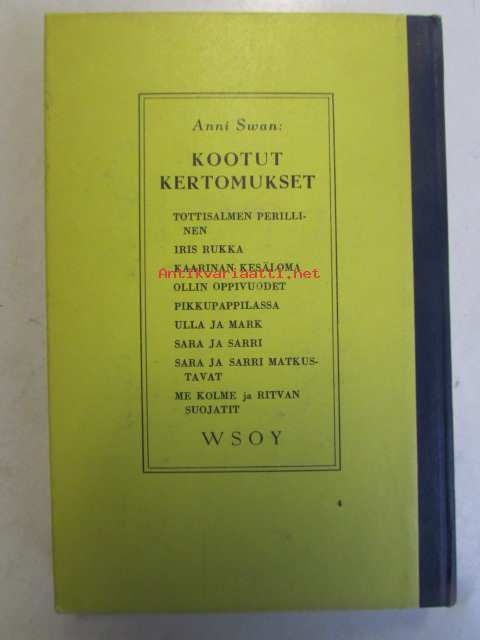 Anni Swan:
KOOTUT
KERTOMUKSET
TOTTISALMEN PERILLI-
NEN
IRIS RUKKA
KAARINAN KESÄLOMA
Antikvariaatti.net
OLLIN OPPIVUODET
PIKKUPAPPILASSA
ULLA JA MARK
SARA JA SARRI
SARA JA SARRI MATKUS-
TAVAT
ME KOLME ja RITVAN
SUOJATIT
WSOY
4